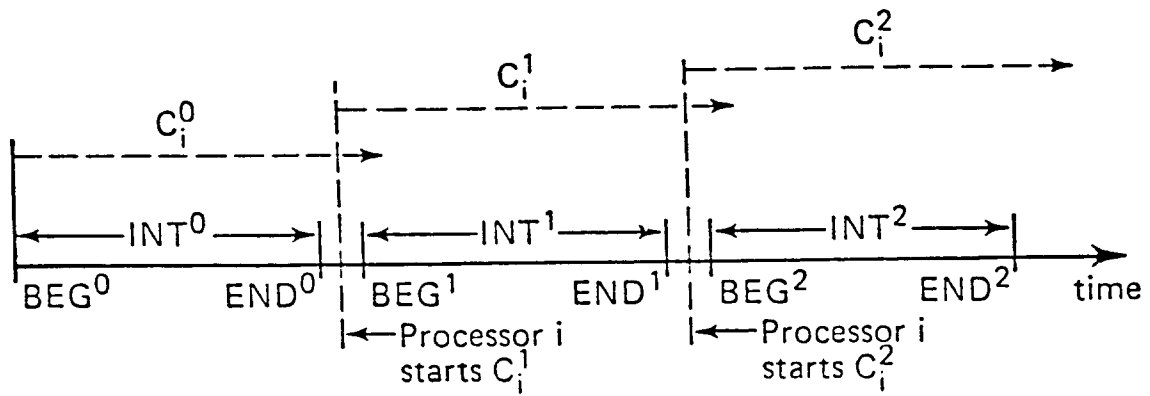 C_i^2
C_i^1
C_i^0
INT^0 INT^1 INT^2
BEG^0 END^0 BEG^1 END^1 BEG^2 END^2 time
Processor i
starts C_i^1
Processor i
starts C_i^2